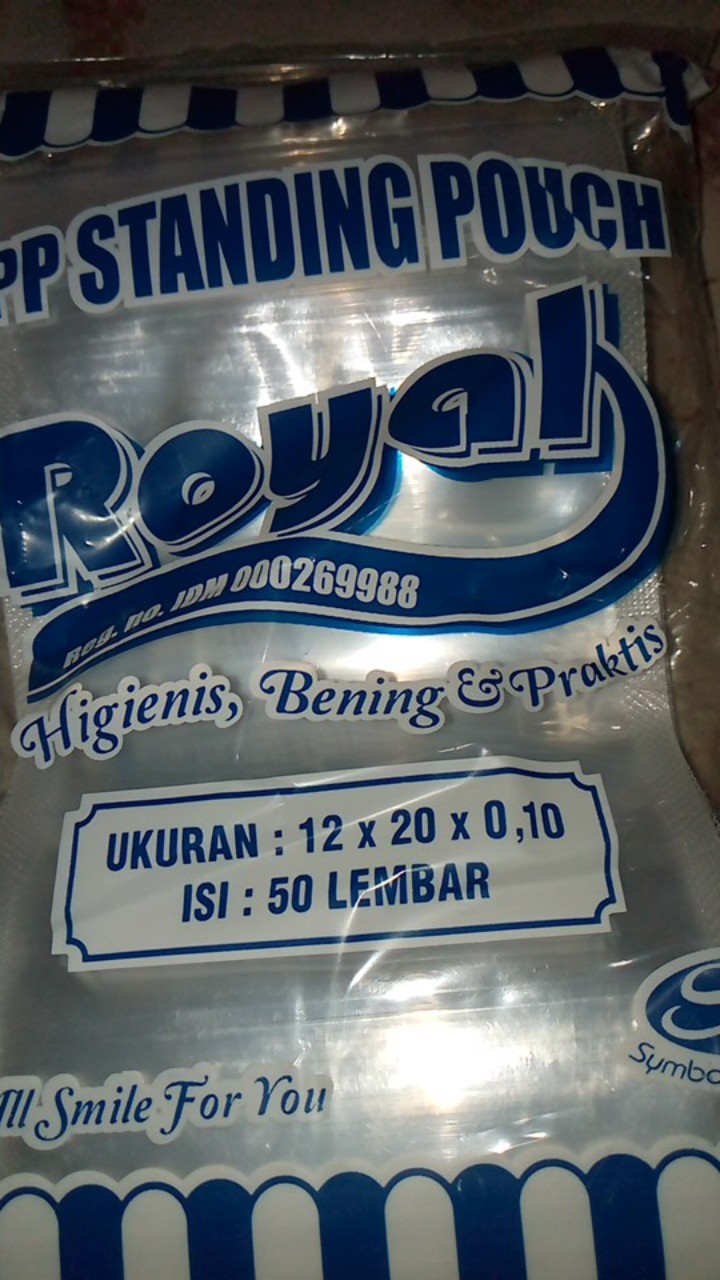 PP STANDING POUCH
Royal
Reg. no. IDM 000269988
Higienis, Bening & Praktis
UKURAN : 12 x 20 x 0,10
ISI : 50 LEMBAR
Smile For You